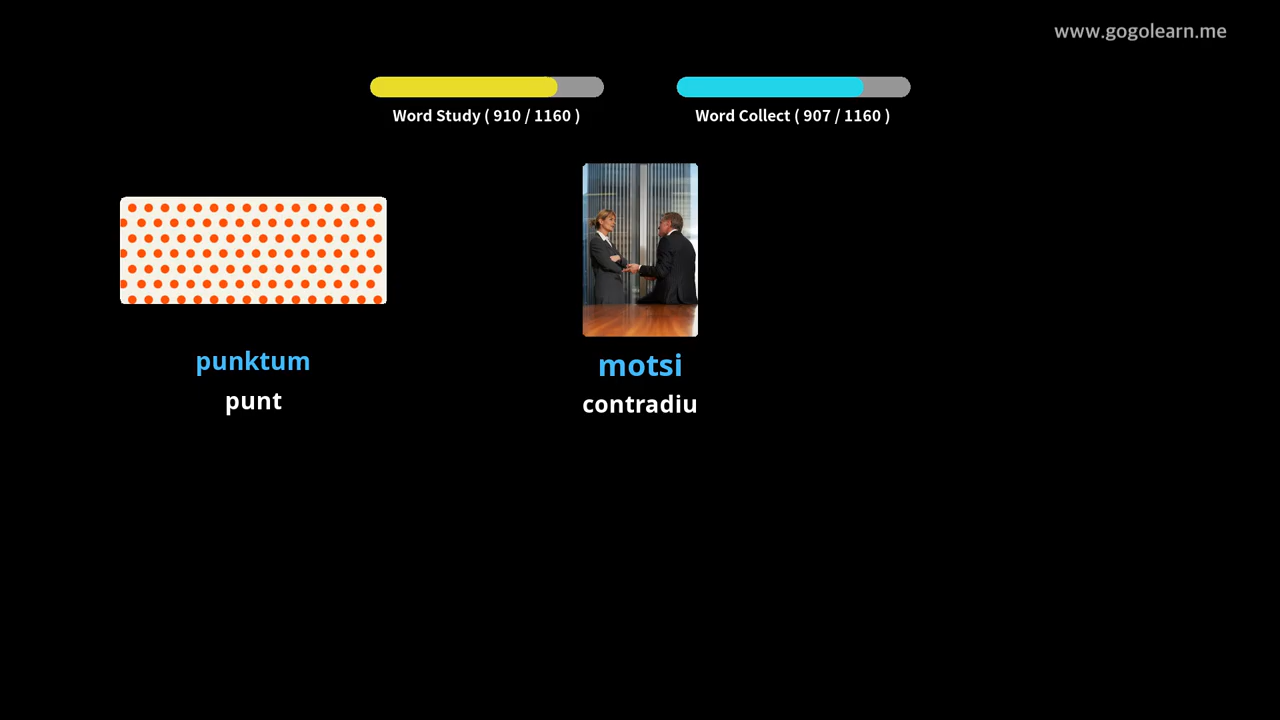 www.gogolearn.me
Word Study ( 910 / 1160 )
Word Collect ( 907 / 1160 )
punktum
punt
motsi
contradiu